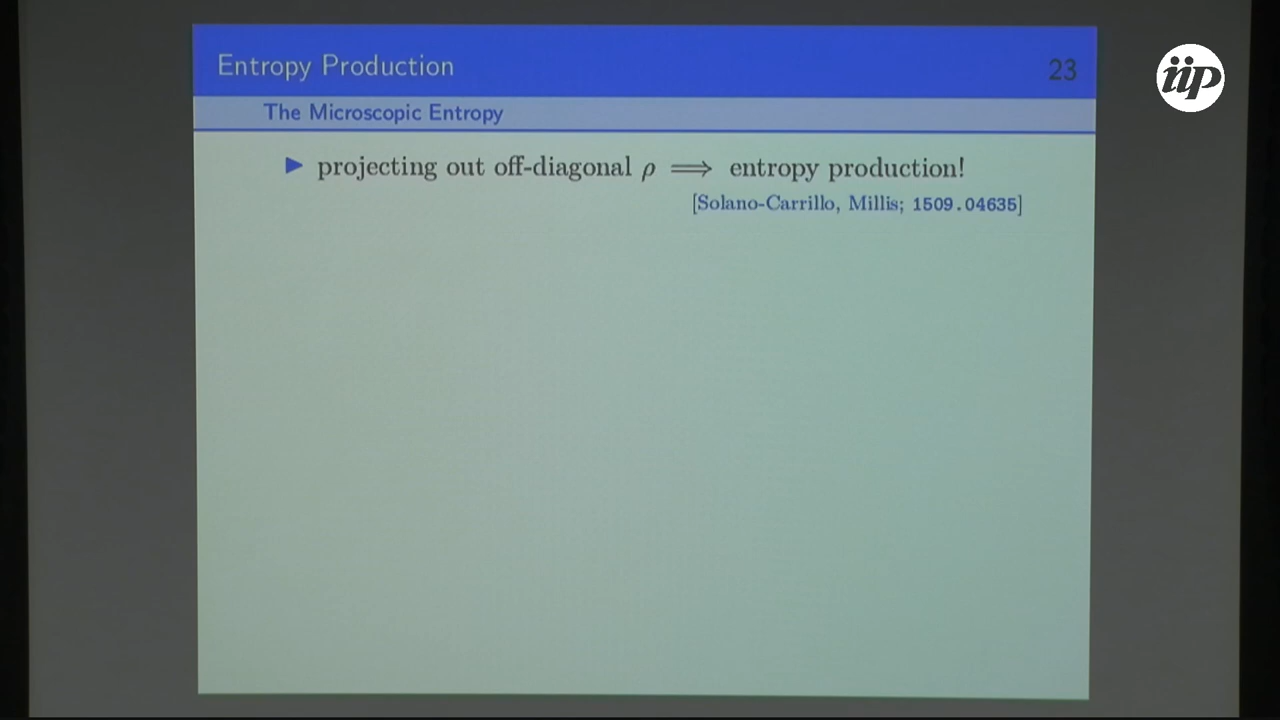 Entropy Production
23
The Microscopic Entropy
▶ projecting out off-diagonal ρ ⟹ entropy production!
[Solano-Carrillo, Millis; 1509.04635]
iip